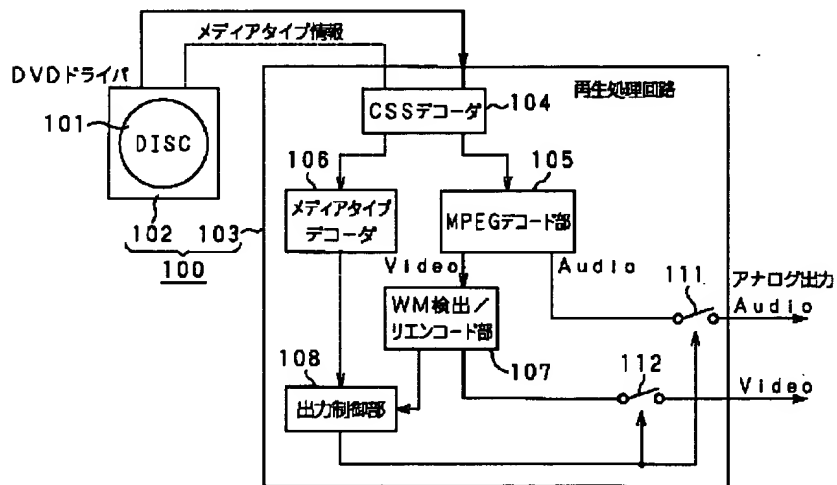 メディアタイプ情報
DVDドライバ
101
DISC
102
103
100
再生処理回路
CSSデコーダ
104
106
105
メディアタイプ
デコーダ
MPEGデコード部
Video
Audio
111
アナログ出力
Audio
WM検出/
リエンコード部
107
108
出力制御部
112
Video